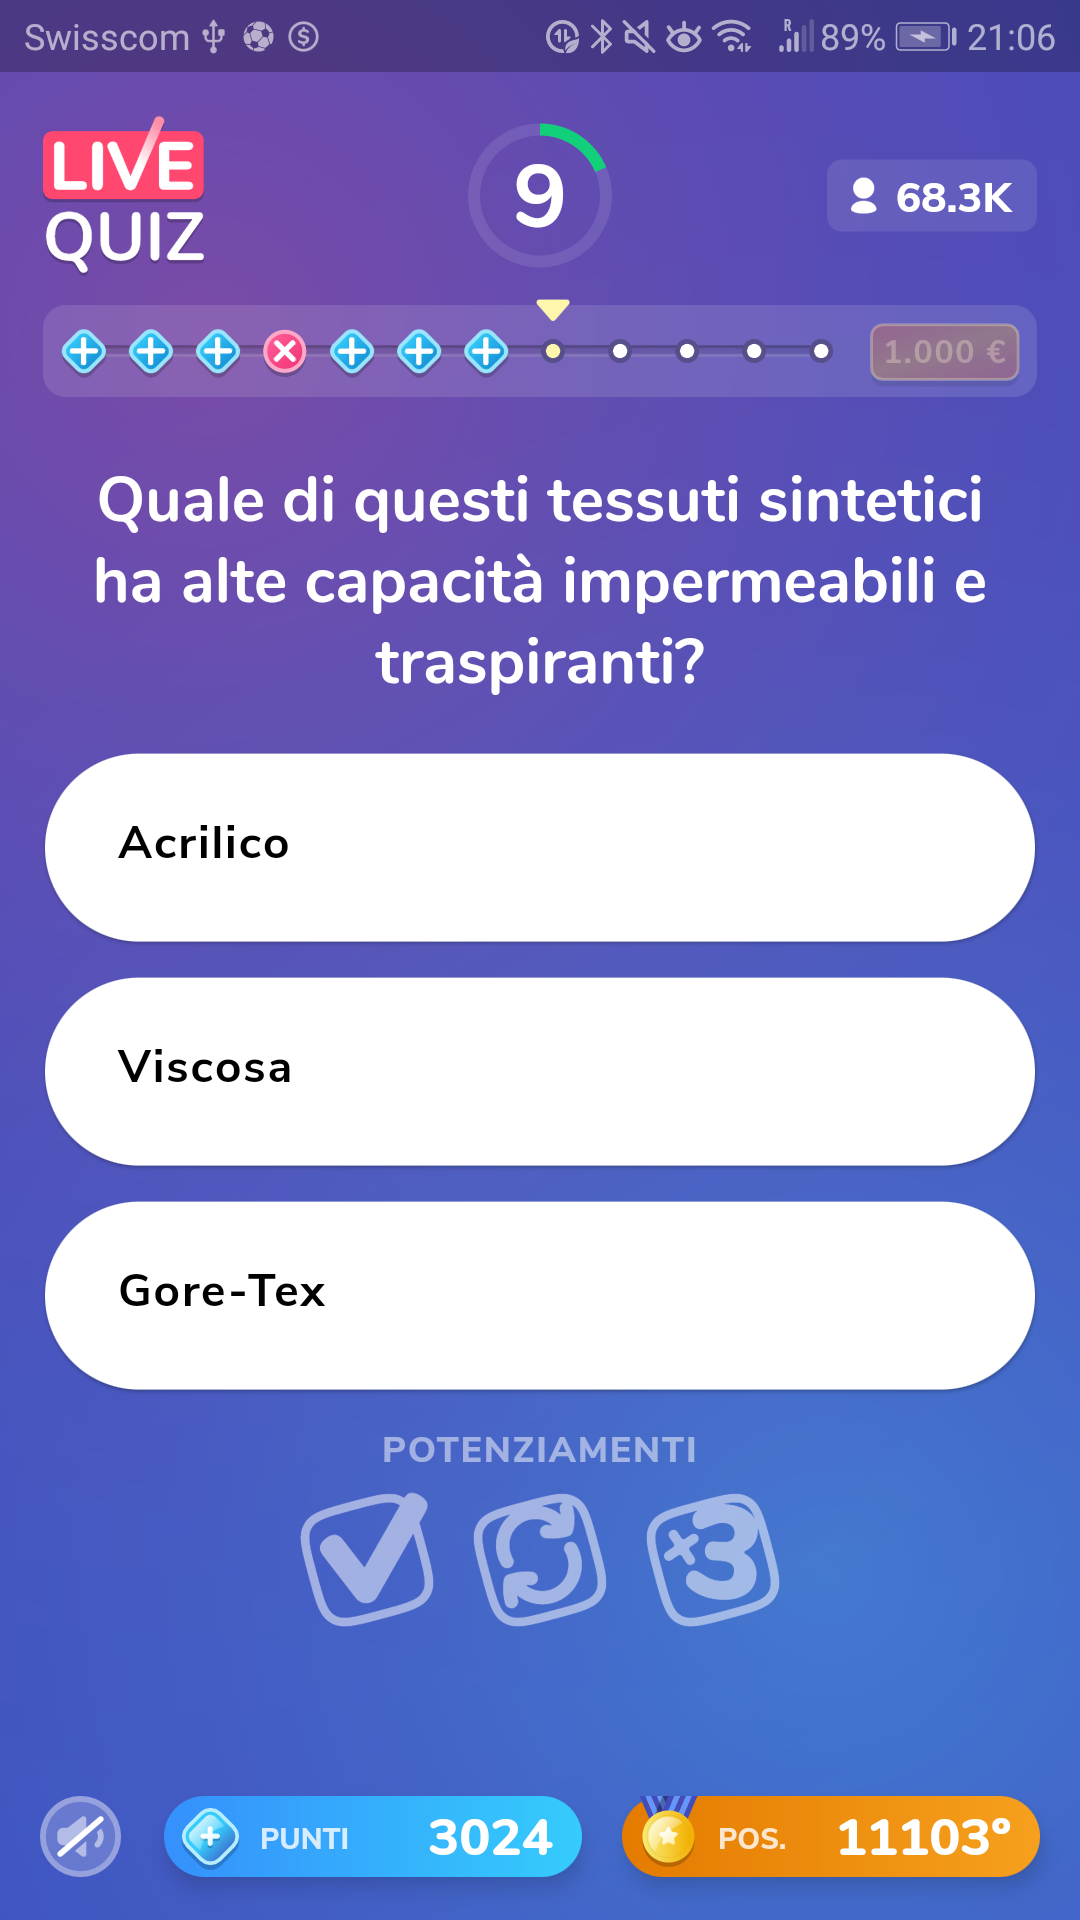 Swisscom 89% 21:06
LIVE
QUIZ
9
68.3K
1.000 €
Quale di questi tessuti sintetici
ha alte capacità impermeabili e
traspiranti?
Acrilico
Viscosa
Gore-Tex
POTENZIAMENTI
×3
PUNTI 3024
POS. 11103°